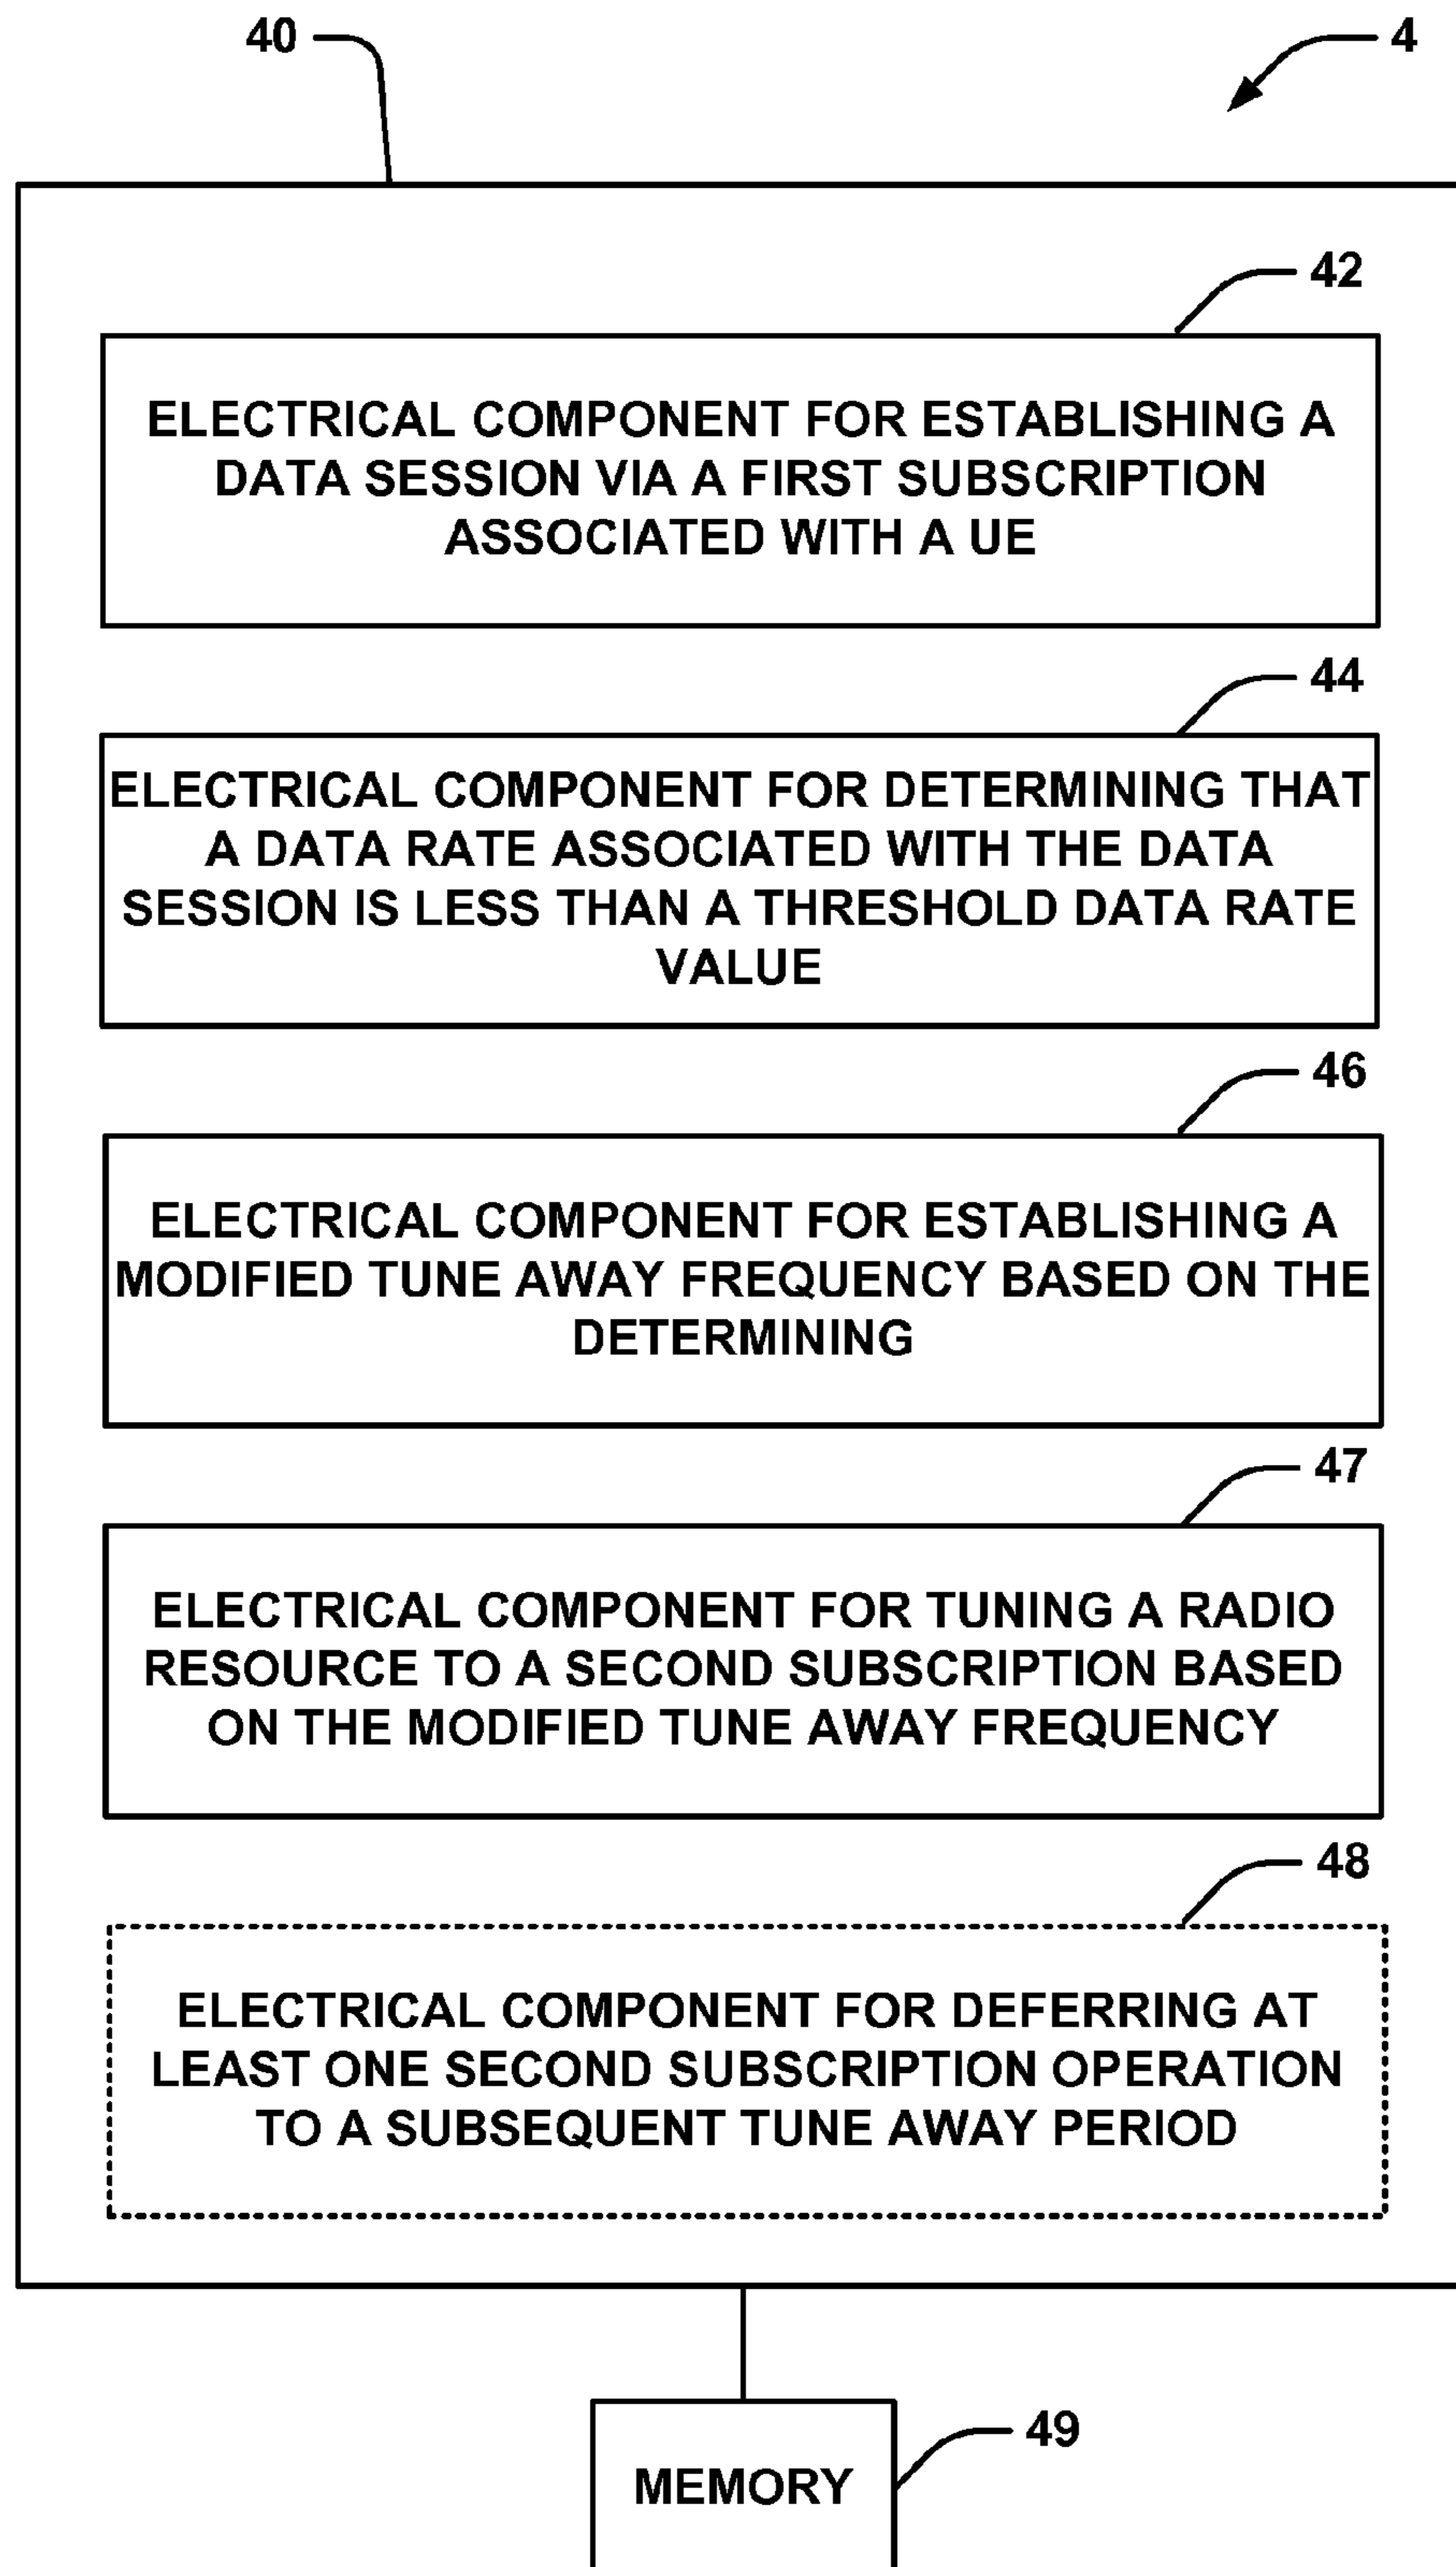 40
4
42
ELECTRICAL COMPONENT FOR ESTABLISHING A
DATA SESSION VIA A FIRST SUBSCRIPTION
ASSOCIATED WITH A UE
44
ELECTRICAL COMPONENT FOR DETERMINING THAT
A DATA RATE ASSOCIATED WITH THE DATA
SESSION IS LESS THAN A THRESHOLD DATA RATE
VALUE
46
ELECTRICAL COMPONENT FOR ESTABLISHING A
MODIFIED TUNE AWAY FREQUENCY BASED ON THE
DETERMINING
47
ELECTRICAL COMPONENT FOR TUNING A RADIO
RESOURCE TO A SECOND SUBSCRIPTION BASED
ON THE MODIFIED TUNE AWAY FREQUENCY
48
ELECTRICAL COMPONENT FOR DEFERRING AT
LEAST ONE SECOND SUBSCRIPTION OPERATION
TO A SUBSEQUENT TUNE AWAY PERIOD
49
MEMORY